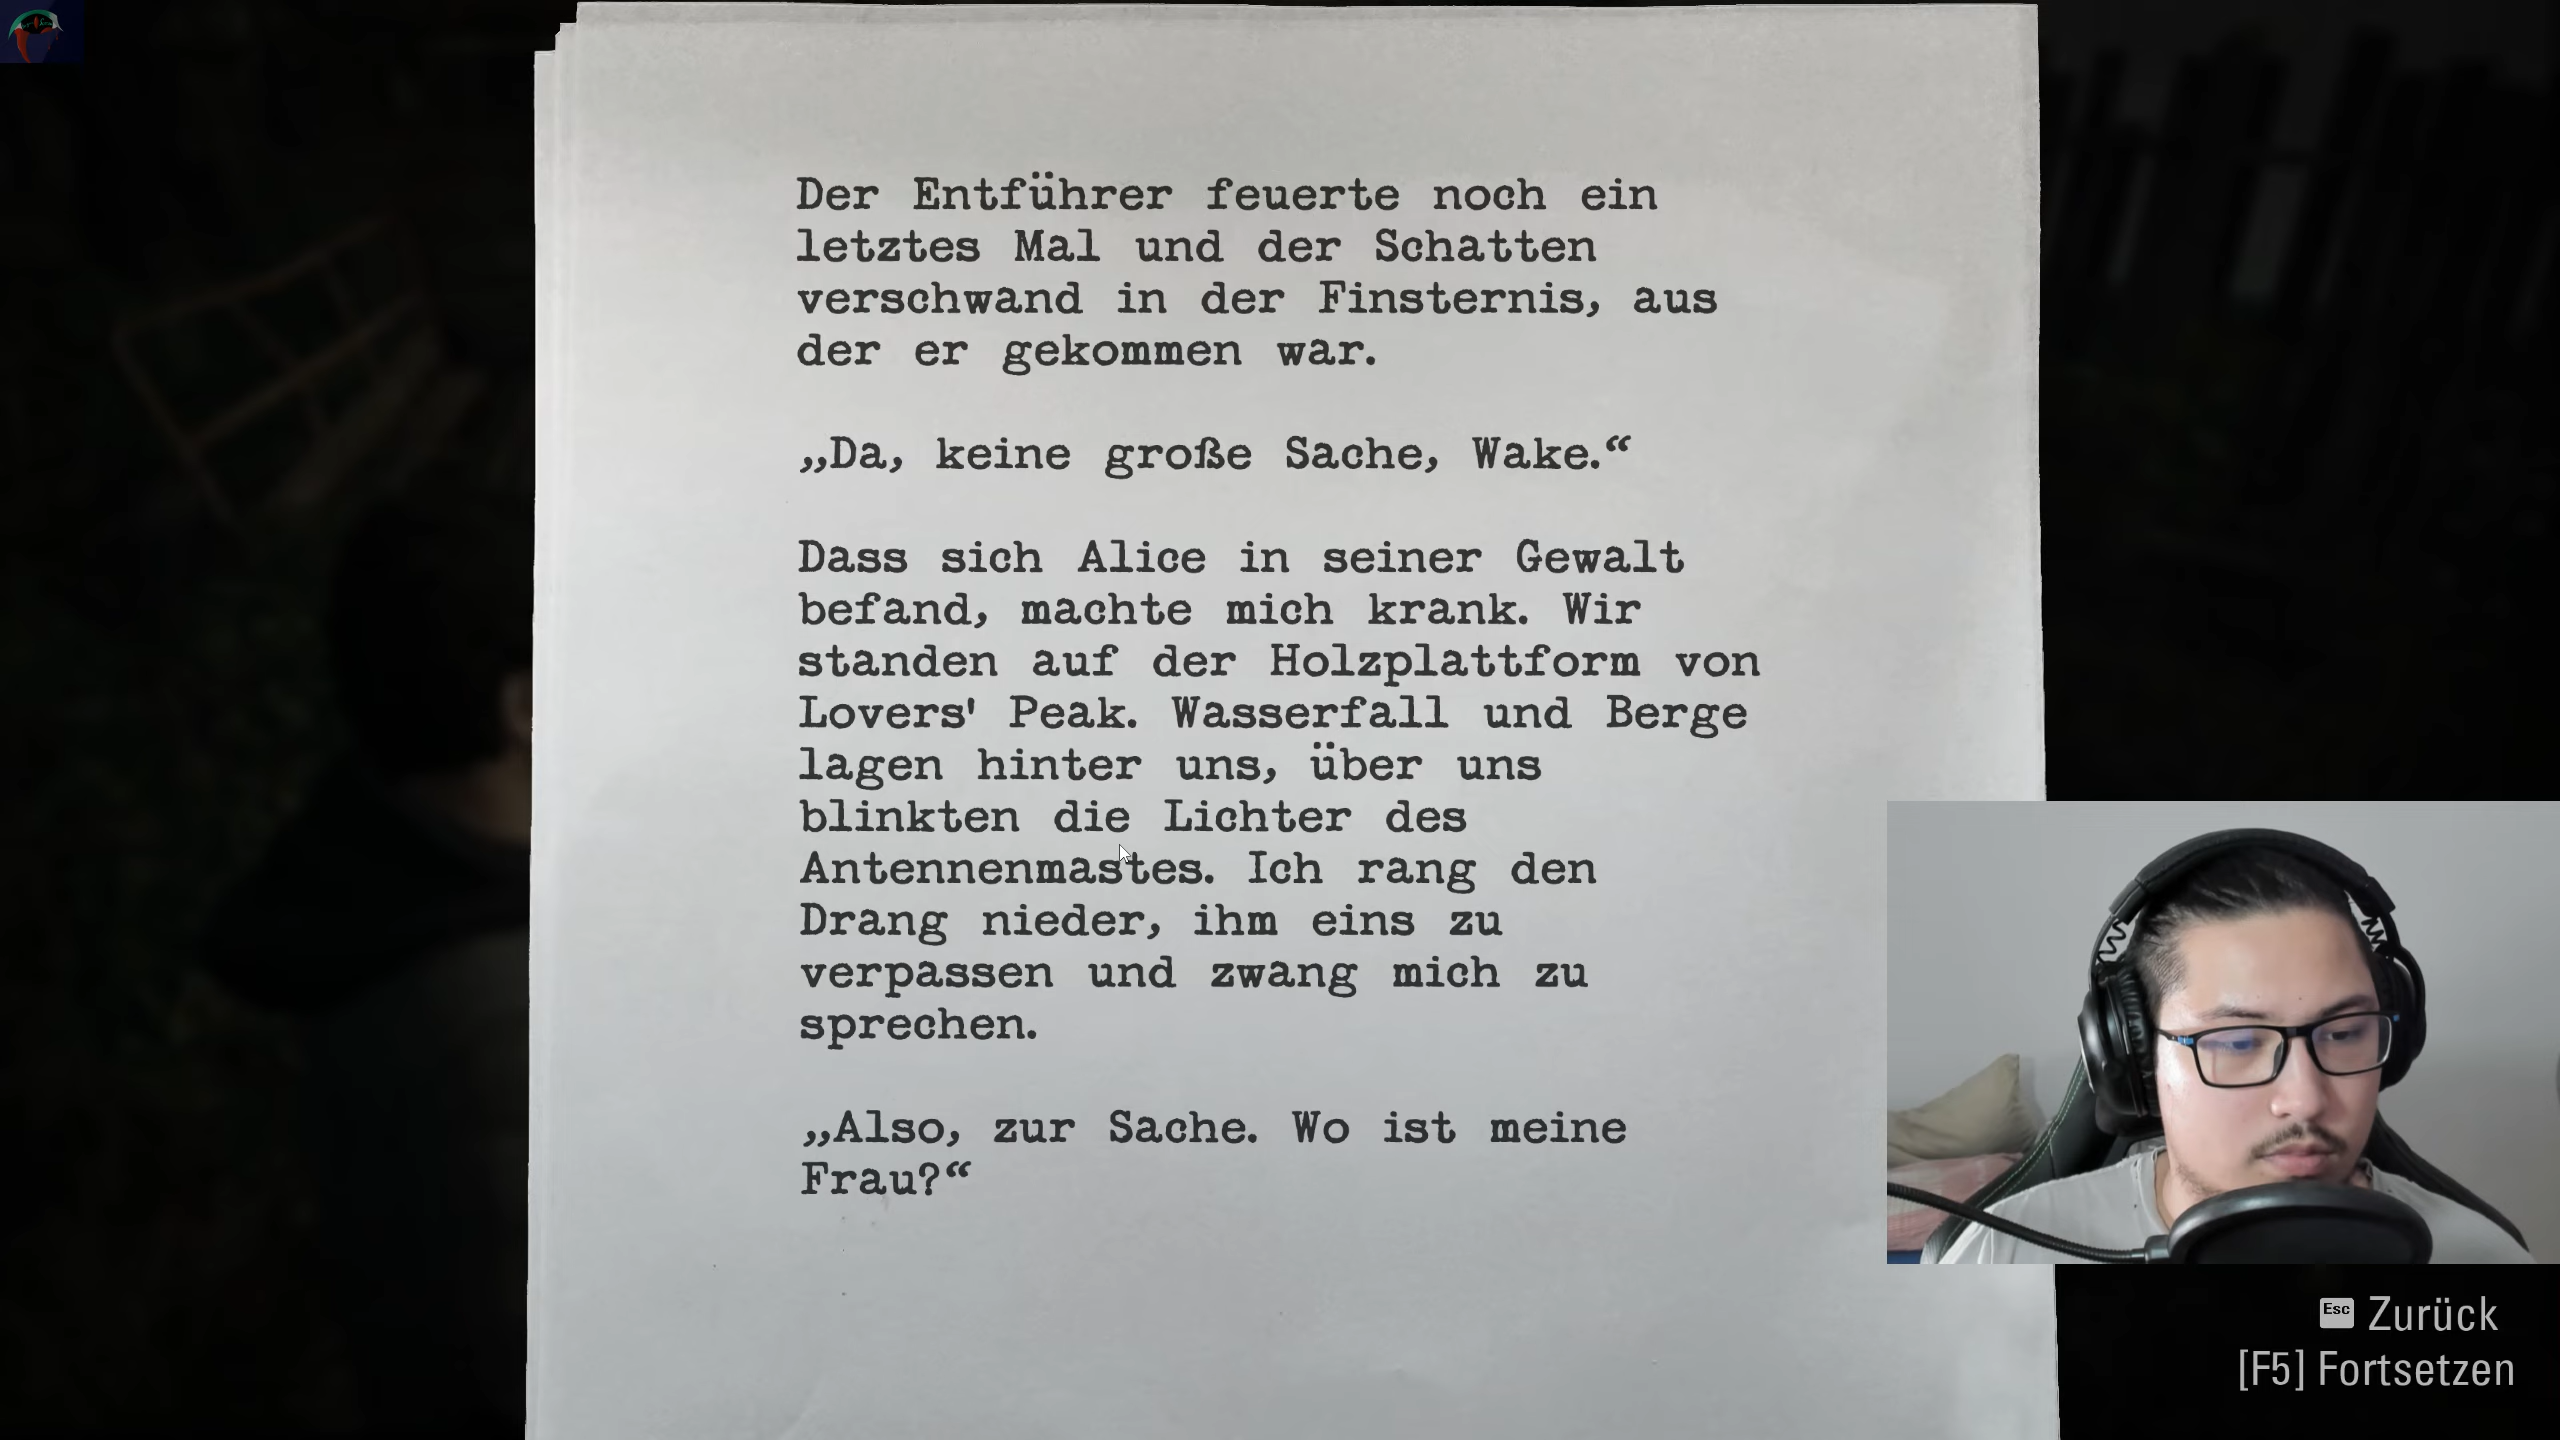 Der Entführer feuerte noch ein
letztes Mal und der Schatten
verschwand in der Finsternis, aus
der er gekommen war.
„Da, keine große Sache, Wake.“
Dass sich Alice in seiner Gewalt
befand, machte mich krank. Wir
standen auf der Holzplattform von
Lovers' Peak. Wasserfall und Berge
lagen hinter uns, über uns
blinkten die Lichter des
Antennenmastes. Ich rang den
Drang nieder, ihm eins zu
verpassen und zwang mich zu
sprechen.
„Also, zur Sache. Wo ist meine
Frau?“
Esc Zurück
[F5] Fortsetzen